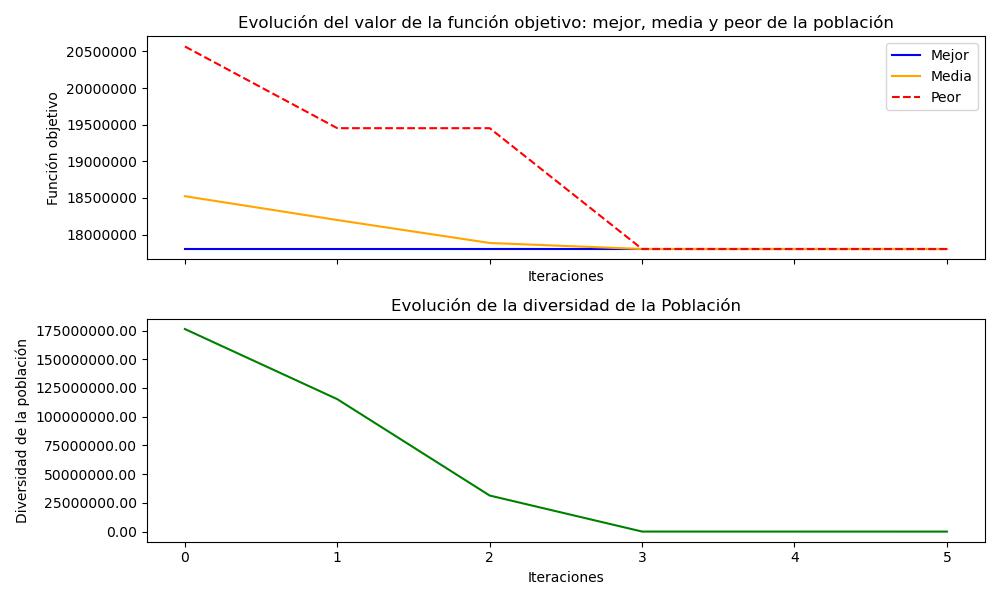 Evolución del valor de la función objetivo: mejor, media y peor de la población
Función objetivo
20500000
20000000
19500000
19000000
18500000
18000000
Mejor
Media
Peor
Iteraciones
Evolución de la diversidad de la Población
Diversidad de la población
175000000.00
150000000.00
125000000.00
100000000.00
75000000.00
50000000.00
25000000.00
0.00
0 1 2 3 4 5
Iteraciones